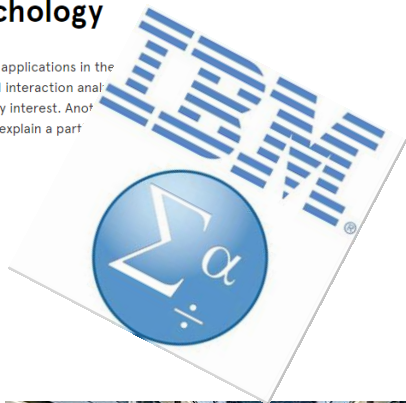 chology
applications in the
interaction anal
y interest. Anot
explain a part
IBM®
Σ α
÷